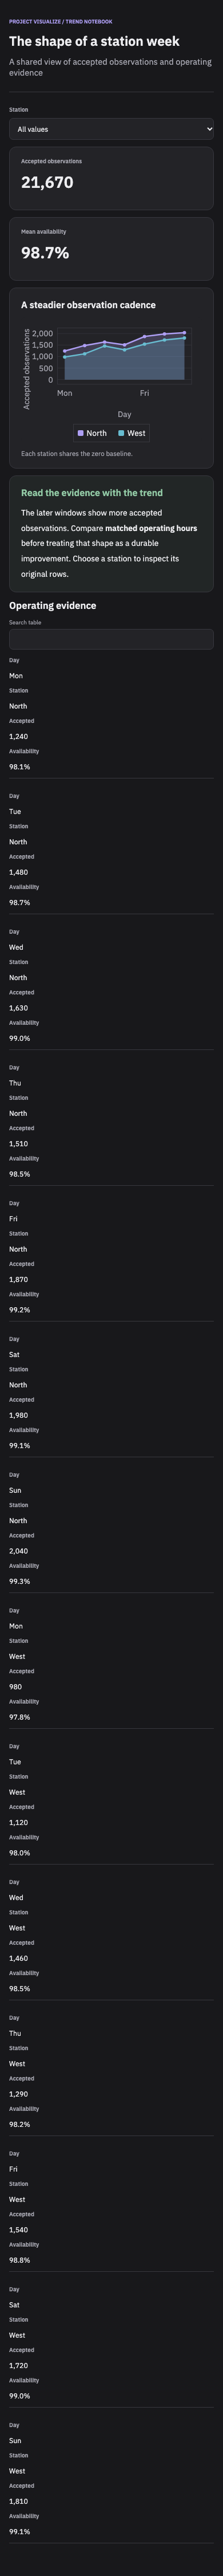 PROJECT VISUALIZE / TREND NOTEBOOK
The shape of a station week
A shared view of accepted observations and operating
evidence
Station
All values
Accepted observations
21,670
Mean availability
98.7%
A steadier observation cadence
Accepted observations
2,000
1,500
1,000
500
0
Mon
Fri
Day
North
West
Each station shares the zero baseline.
Read the evidence with the trend
The later windows show more accepted
observations. Compare matched operating hours
before treating that shape as a durable
improvement. Choose a station to inspect its
original rows.
Operating evidence
Search table
Day
Mon
Station
North
Accepted
1,240
Availability
98.1%
Day
Tue
Station
North
Accepted
1,480
Availability
98.7%
Day
Wed
Station
North
Accepted
1,630
Availability
99.0%
Day
Thu
Station
North
Accepted
1,510
Availability
98.5%
Day
Fri
Station
North
Accepted
1,870
Availability
99.2%
Day
Sat
Station
North
Accepted
1,980
Availability
99.1%
Day
Sun
Station
North
Accepted
2,040
Availability
99.3%
Day
Mon
Station
West
Accepted
980
Availability
97.8%
Day
Tue
Station
West
Accepted
1,120
Availability
98.0%
Day
Wed
Station
West
Accepted
1,460
Availability
98.5%
Day
Thu
Station
West
Accepted
1,290
Availability
98.2%
Day
Fri
Station
West
Accepted
1,540
Availability
98.8%
Day
Sat
Station
West
Accepted
1,720
Availability
99.0%
Day
Sun
Station
West
Accepted
1,810
Availability
99.1%